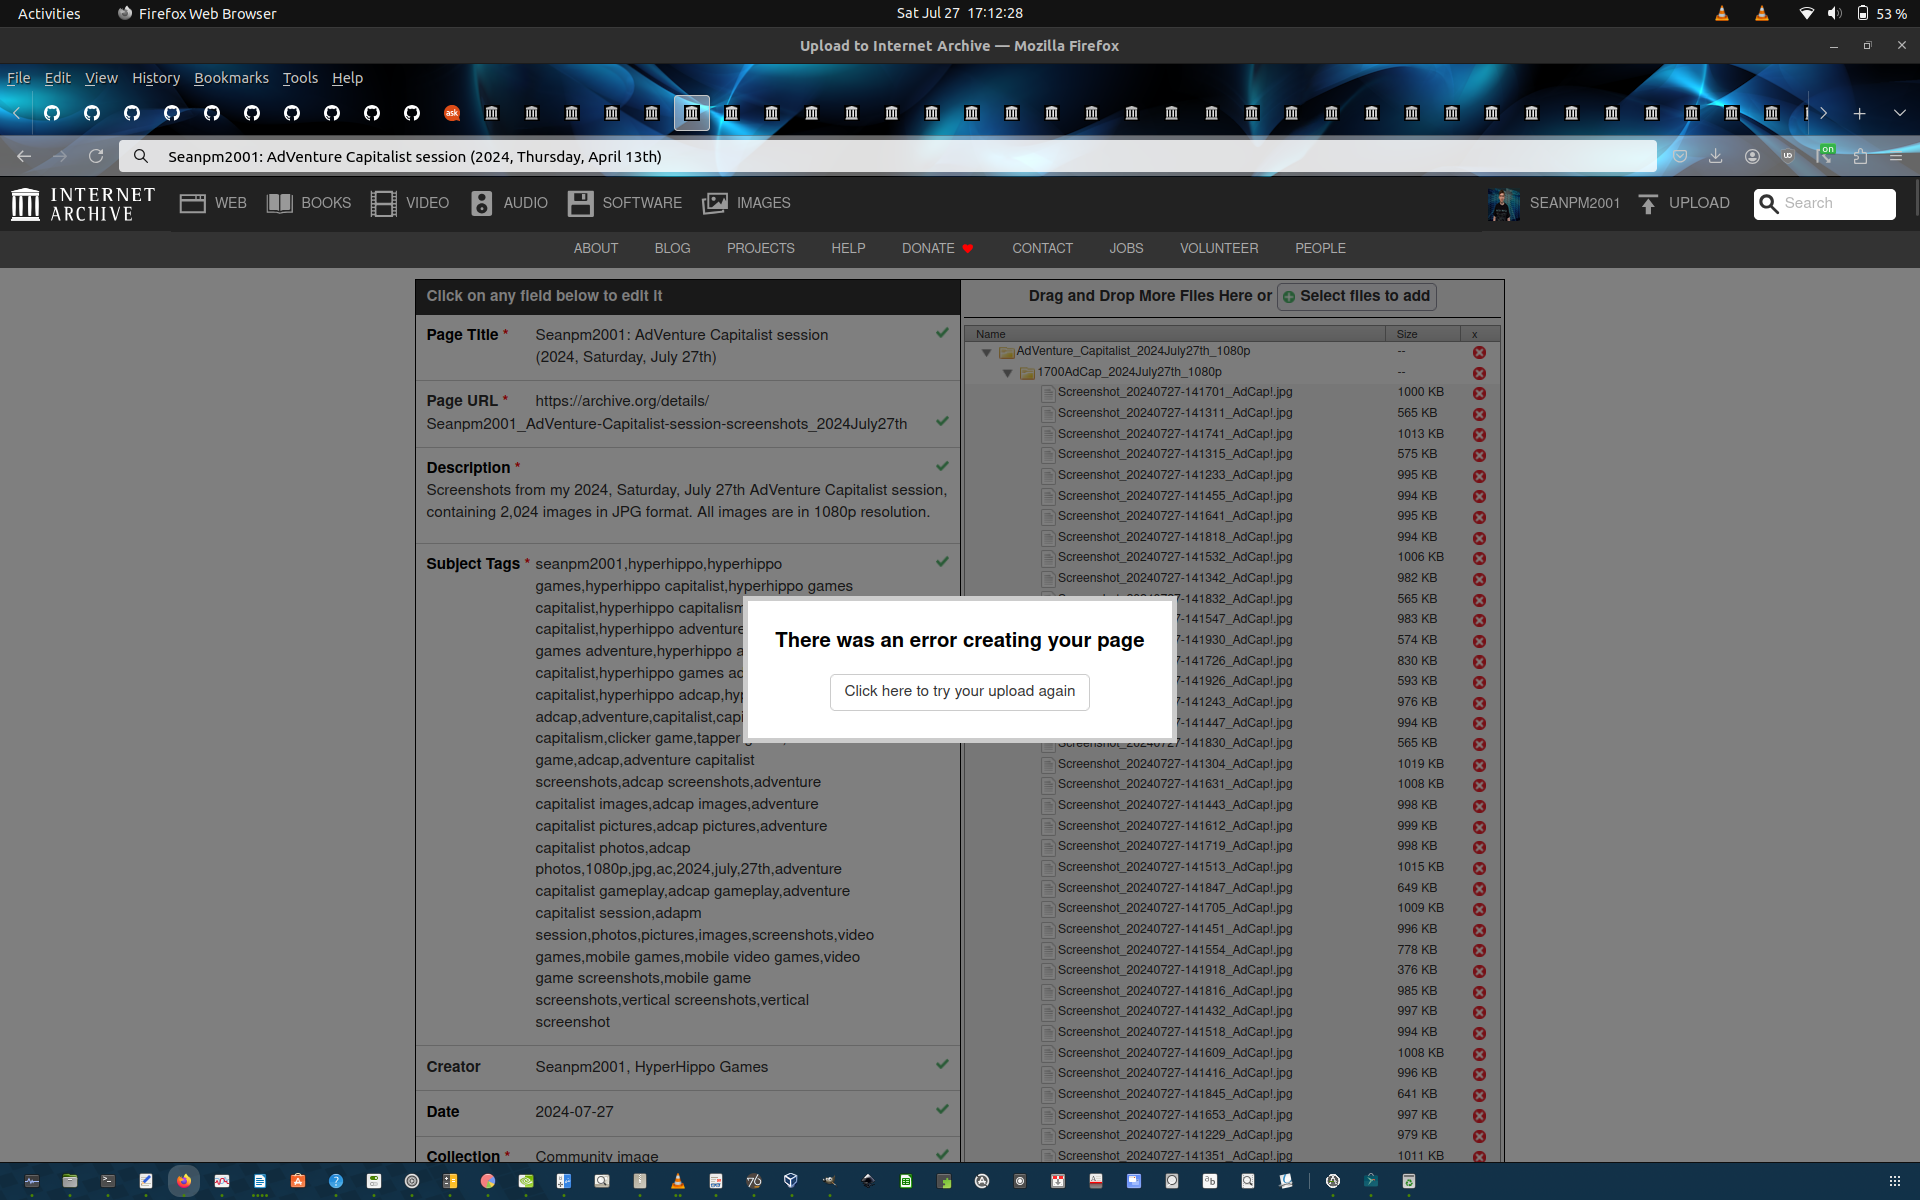 Activities
Firefox Web Browser
Sat Jul 27 17:12:28
53 %
Upload to Internet Archive — Mozilla Firefox
File Edit View History Bookmarks Tools Help
ask
Seanpm2001: AdVenture Capitalist session (2024, Thursday, April 13th)
on
INTERNET
ARCHIVE
WEB BOOKS VIDEO AUDIO SOFTWARE IMAGES
SEANPM2001 UPLOAD Search
ABOUT BLOG PROJECTS HELP DONATE CONTACT JOBS VOLUNTEER PEOPLE
Click on any field below to edit it
Page Title * Seanpm2001: AdVenture Capitalist session
(2024, Saturday, July 27th)
Page URL * https://archive.org/details/
Seanpm2001_AdVenture-Capitalist-session-screenshots_2024July27th
Description *
Screenshots from my 2024, Saturday, July 27th AdVenture Capitalist session,
containing 2,024 images in JPG format. All images are in 1080p resolution.
Subject Tags * seanpm2001,hyperhippo,hyperhippo
games,hyperhippo capitalist,hyperhippo games
capitalist,hyperhippo capitalism
capitalist,hyperhippo adventure
games adventure,hyperhippo a
capitalist,hyperhippo games ad
capitalist,hyperhippo adcap,hyp
adcap,adventure,capitalist,capi
capitalism,clicker game,tapper
game,adcap,adventure capitalist
screenshots,adcap screenshots,adventure
capitalist images,adcap images,adventure
capitalist pictures,adcap pictures,adventure
capitalist photos,adcap
photos,1080p,jpg,ac,2024,july,27th,adventure
capitalist gameplay,adcap gameplay,adventure
capitalist session,adapm
session,photos,pictures,images,screenshots,video
games,mobile games,mobile video games,video
game screenshots,mobile game
screenshots,vertical screenshots,vertical
screenshot
Creator Seanpm2001, HyperHippo Games
Date 2024-07-27
Collection * Community image
Drag and Drop More Files Here or Select files to add
Name Size x
AdVenture_Capitalist_2024July27th_1080p --
1700AdCap_2024July27th_1080p --
Screenshot_20240727-141701_AdCap!.jpg 1000 KB
Screenshot_20240727-141311_AdCap!.jpg 565 KB
Screenshot_20240727-141741_AdCap!.jpg 1013 KB
Screenshot_20240727-141315_AdCap!.jpg 575 KB
Screenshot_20240727-141233_AdCap!.jpg 995 KB
Screenshot_20240727-141455_AdCap!.jpg 994 KB
Screenshot_20240727-141641_AdCap!.jpg 995 KB
Screenshot_20240727-141818_AdCap!.jpg 994 KB
Screenshot_20240727-141532_AdCap!.jpg 1006 KB
Screenshot_20240727-141342_AdCap!.jpg 982 KB
Screenshot_20240727-141832_AdCap!.jpg 565 KB
7-141547_AdCap!.jpg 983 KB
7-141930_AdCap!.jpg 574 KB
7-141726_AdCap!.jpg 830 KB
7-141926_AdCap!.jpg 593 KB
7-141243_AdCap!.jpg 976 KB
7-141447_AdCap!.jpg 994 KB
Screenshot_20240727-141830_AdCap!.jpg 565 KB
Screenshot_20240727-141304_AdCap!.jpg 1019 KB
Screenshot_20240727-141631_AdCap!.jpg 1008 KB
Screenshot_20240727-141443_AdCap!.jpg 998 KB
Screenshot_20240727-141612_AdCap!.jpg 999 KB
Screenshot_20240727-141719_AdCap!.jpg 998 KB
Screenshot_20240727-141513_AdCap!.jpg 1015 KB
Screenshot_20240727-141847_AdCap!.jpg 649 KB
Screenshot_20240727-141705_AdCap!.jpg 1009 KB
Screenshot_20240727-141451_AdCap!.jpg 996 KB
Screenshot_20240727-141554_AdCap!.jpg 778 KB
Screenshot_20240727-141918_AdCap!.jpg 376 KB
Screenshot_20240727-141816_AdCap!.jpg 985 KB
Screenshot_20240727-141432_AdCap!.jpg 997 KB
Screenshot_20240727-141518_AdCap!.jpg 994 KB
Screenshot_20240727-141609_AdCap!.jpg 1008 KB
Screenshot_20240727-141416_AdCap!.jpg 996 KB
Screenshot_20240727-141845_AdCap!.jpg 641 KB
Screenshot_20240727-141653_AdCap!.jpg 997 KB
Screenshot_20240727-141229_AdCap!.jpg 979 KB
Screenshot_20240727-141351_AdCap!.jpg 1011 KB
There was an error creating your page
Click here to try your upload again